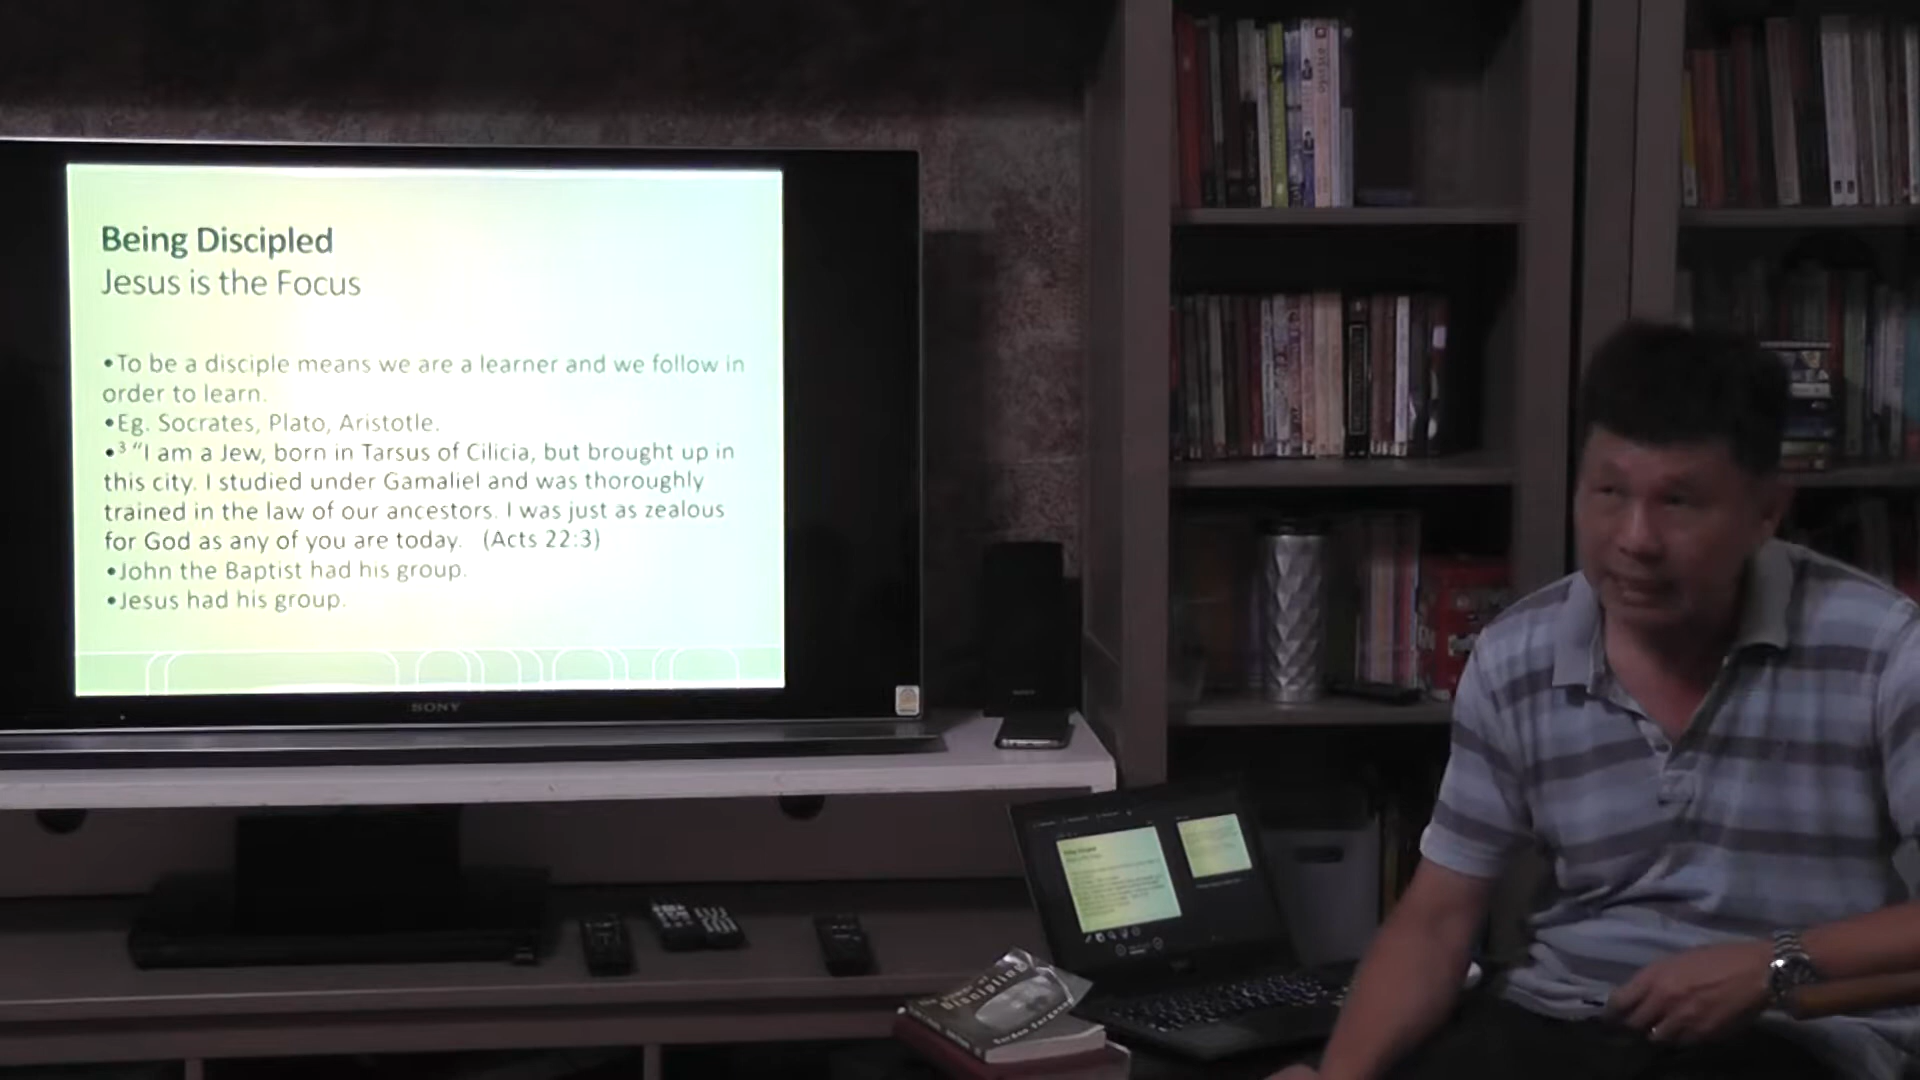 Being Discipled
Jesus is the Focus
•To be a disciple means we are a learner and we follow in
order to learn.
•Eg. Socrates, Plato, Aristotle.
•³ “I am a Jew, born in Tarsus of Cilicia, but brought up in
this city. I studied under Gamaliel and was thoroughly
trained in the law of our ancestors. I was just as zealous
for God as any of you are today. (Acts 22:3)
•John the Baptist had his group.
•Jesus had his group.
SONY